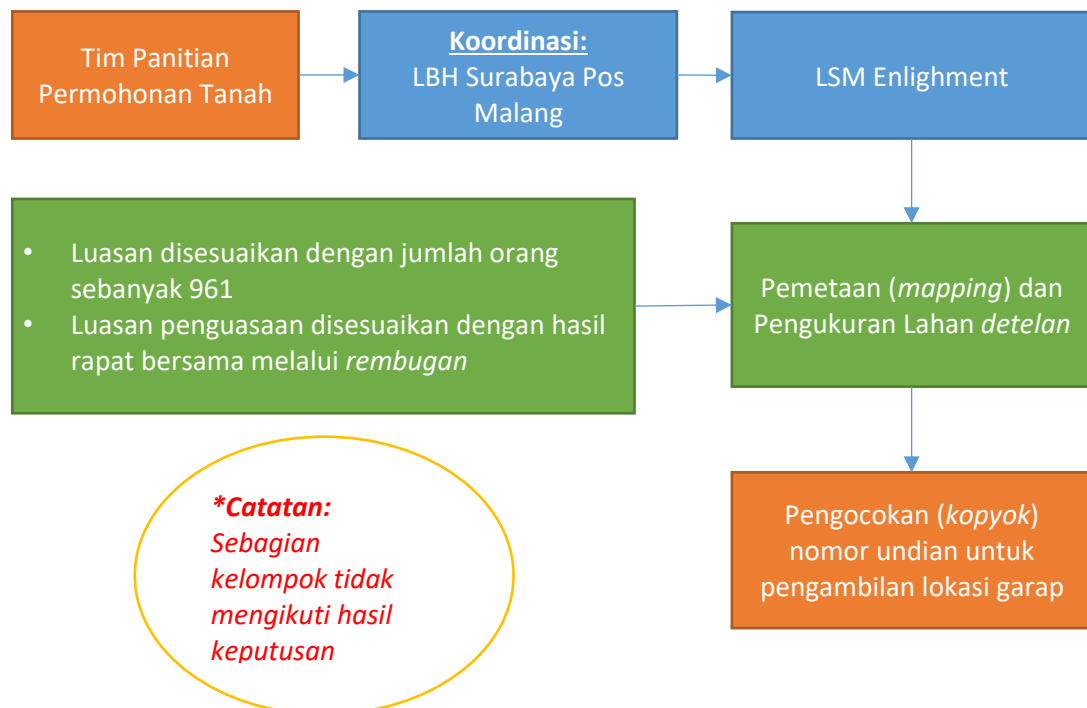 Tim Panitian
Permohonan Tanah
Koordinasi:
LBH Surabaya Pos
Malang
LSM Enlighment
• Luasan disesuaikan dengan jumlah orang
sebanyak 961
• Luasan penguasaan disesuaikan dengan hasil
rapat bersama melalui rembugan
Pemetaan (mapping) dan
Pengukuran Lahan detelan
*Catatan:
Sebagian
kelompok tidak
mengikuti hasil
keputusan
Pengocokan (kopyok)
nomor undian untuk
pengambilan lokasi garap